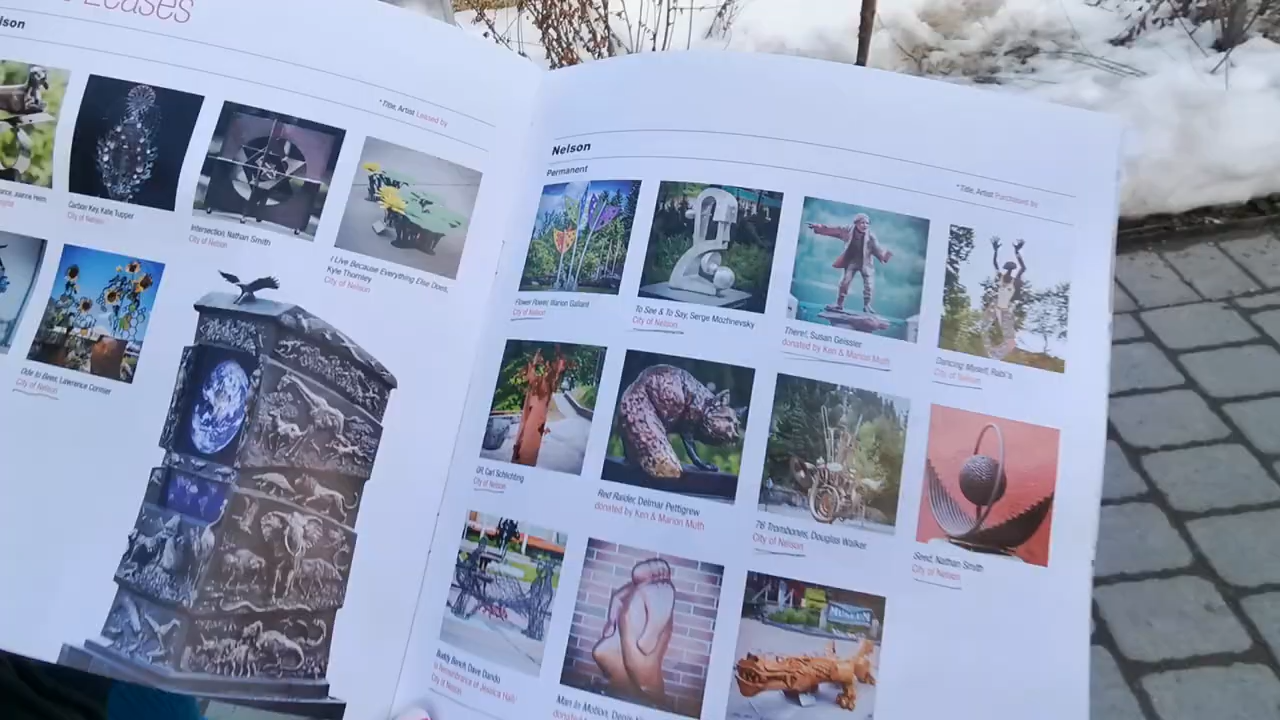 Leases
lson
*Title, Artist Leased by
Carbon Key, Kate Tupper
City of Nelson
Intersection, Nathan Smith
City of Nelson
I Live Because Everything Else Does,
Kyle Thornley
City of Nelson
Ode to Bees, Lawrence Cormier
City of Nelson
Nelson
Permanent
*Title, Artist Purchased by
Flower Power, Marion Gallant
City of Nelson
To See & To Say, Serge Mozhnevsky
City of Nelson
There!, Susan Geissler
donated by Ken & Marion Muth
Dancing Myself, Rabi'a
City of Nelson
Carl Schlichting
City of Nelson
Red Raider, Delmar Pettigrew
donated by Ken & Marion Muth
76 Trombones, Douglas Walker
City of Nelson
Seed, Nathan Smith
City of Nelson
Buddy Bench, Dave Dando
in Remembrance of Jessica Hall/
City of Nelson
Man In Motion, Denis
donated
MUSEUM